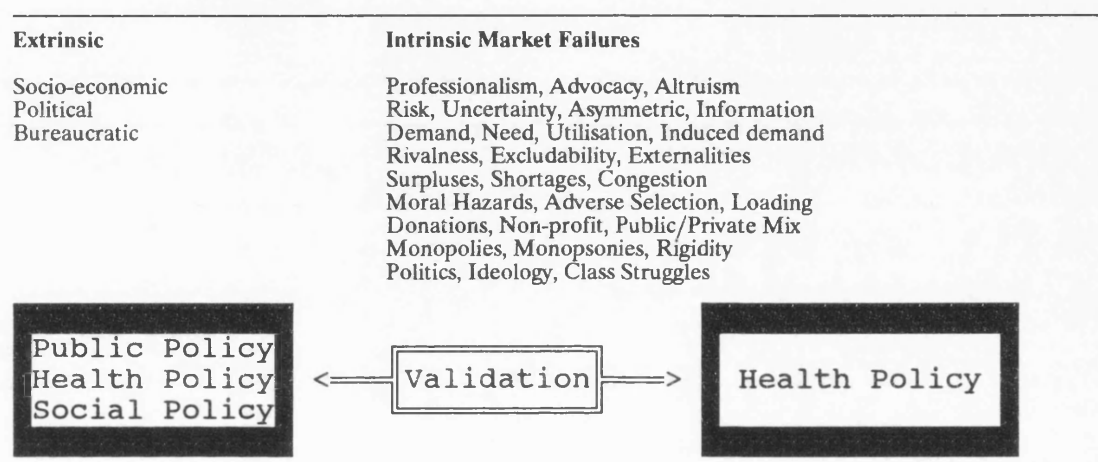 Extrinsic
Intrinsic Market Failures
Socio-economic
Political
Bureaucratic
Professionalism, Advocacy, Altruism
Risk, Uncertainty, Asymmetric, Information
Demand, Need, Utilisation, Induced demand
Rivalness, Excludability, Externalities
Surpluses, Shortages, Congestion
Moral Hazards, Adverse Selection, Loading
Donations, Non-profit, Public/Private Mix
Monopolies, Monopsonies, Rigidity
Politics, Ideology, Class Struggles
Public Policy
Health Policy
Social Policy
Validation
Health Policy